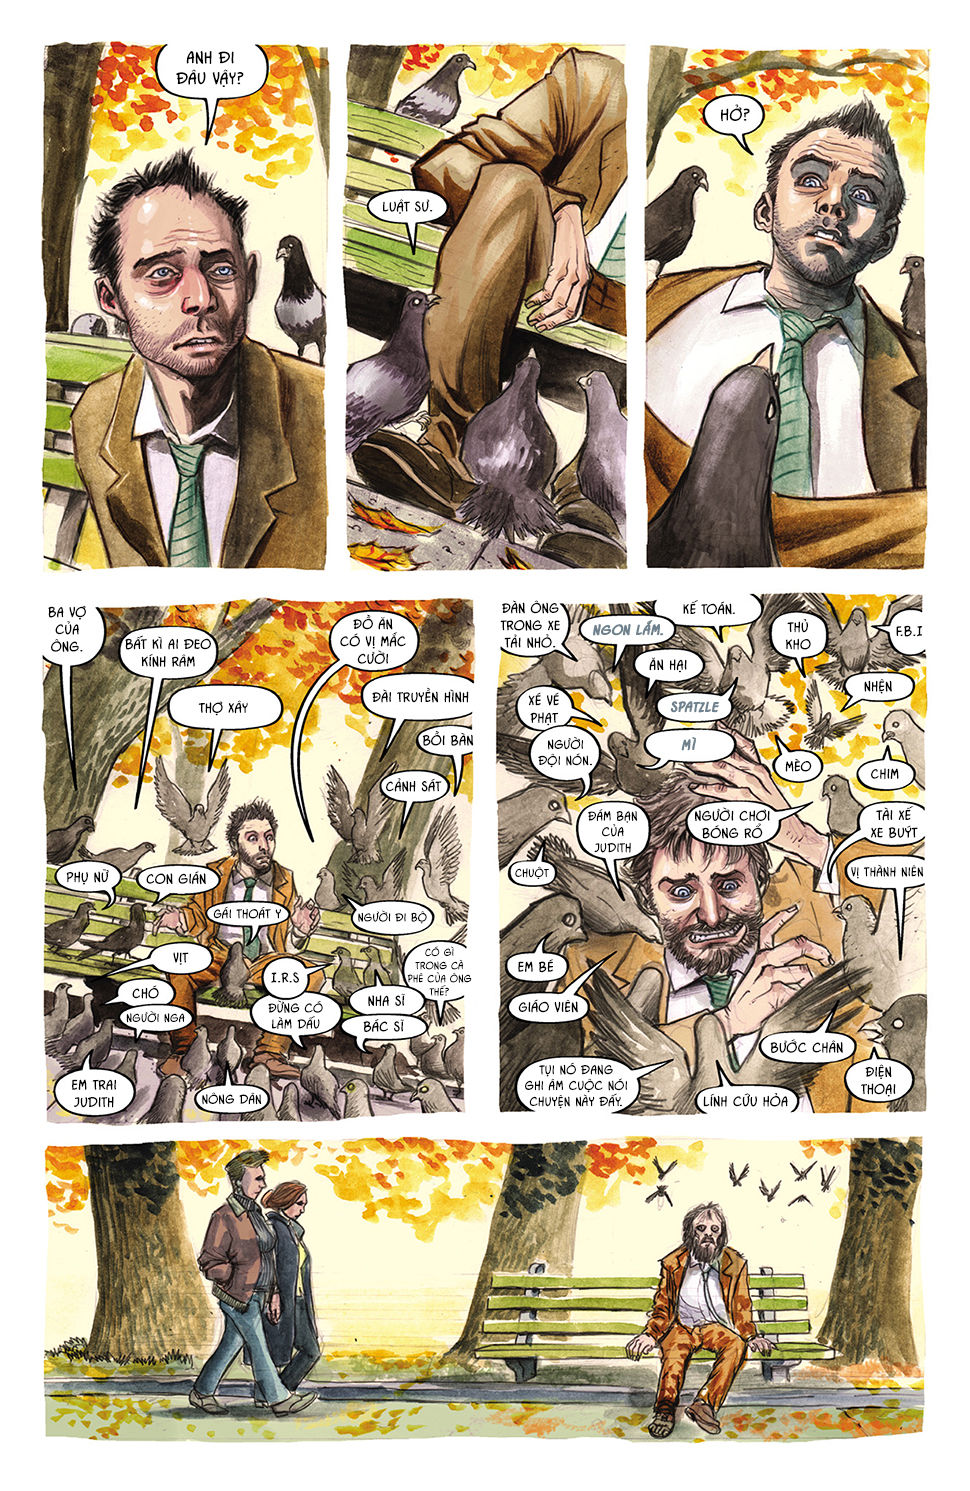 ANH ĐI
ĐÂU VẬY?
LUẬT SƯ.
HỞ?
BA VỢ
CỦA
ÔNG.
BẤT KÌ AI ĐEO
KÍNH RÂM
THỢ XÂY
ĐỒ ĂN
CÓ VỊ MẮC
CƯỜI
ĐÀI TRUYỀN HÌNH
BỒI BÀN
CẢNH SÁT
PHỤ NỮ
CON GIÁN
GÁI THOÁT Y
NGƯỜI ĐI BỘ
VỊT
I.R.S
CÓ GÌ
TRONG CÀ
PHÊ CỦA ÔNG
THẾ?
CHÓ
NGƯỜI NGA
ĐỪNG CÓ
LÀM DẤU
NHA SĨ
BÁC SĨ
EM TRAI
JUDITH
NÔNG DÂN
ĐÀN ÔNG
TRONG XE
TẢI NHỎ.
NGON LẮM.
KẾ TOÁN.
THỦ
KHO
F.B.I
ĂN HẠI
NHỆN
XÉ VÉ
PHẠT
SPATZLE
NGƯỜI
ĐỘI NÓN.
MÌ
MÈO
CHIM
ĐÁM BẠN
CỦA
JUDITH
NGƯỜI CHƠI
BÓNG RỔ
TÀI XẾ
XE BUÝT
CHUỘT
VỊ THÀNH NIÊN
EM BÉ
GIÁO VIÊN
BƯỚC CHÂN
TỤI NÓ ĐANG
GHI ÂM CUỘC NÓI
CHUYỆN NÀY ĐẤY.
LÍNH CỨU HỎA
ĐIỆN
THOẠI